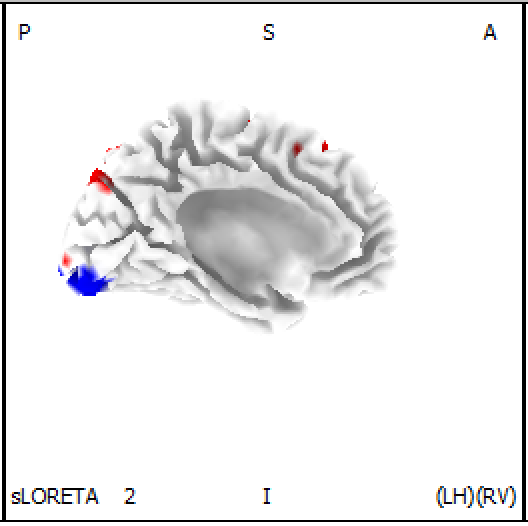 P S A
sLORETA 2 I (LH)(RV)